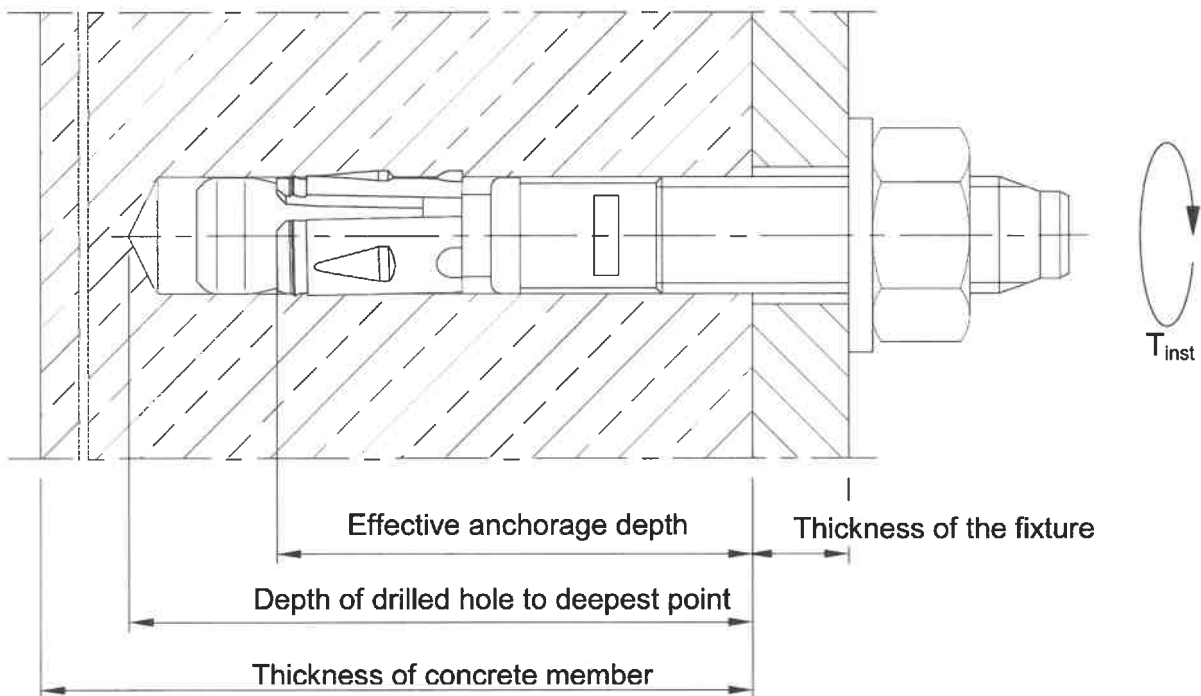 T_inst
Effective anchorage depth
Thickness of the fixture
Depth of drilled hole to deepest point
Thickness of concrete member